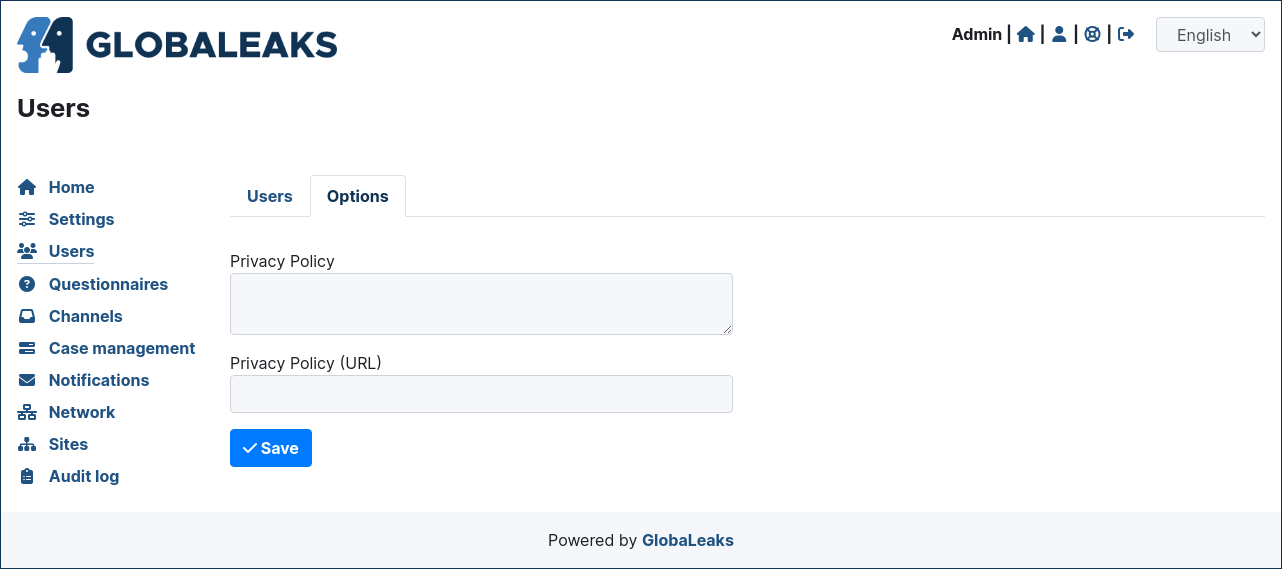 GLOBALEAKS
Admin | | | |
English
Users
Home
Settings
Users
Questionnaires
Channels
Case management
Notifications
Network
Sites
Audit log
Users
Options
Privacy Policy
Privacy Policy (URL)
Save
Powered by GlobaLeaks